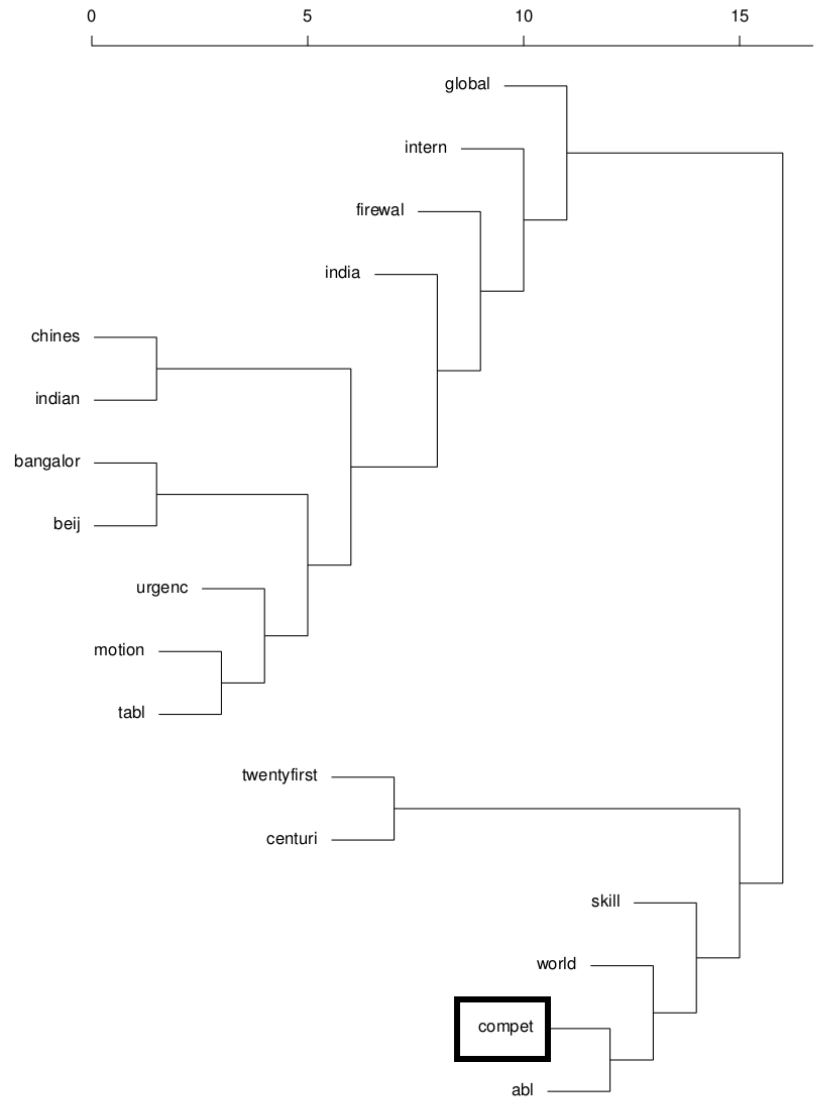 0 5 10 15
global
intern
firewal
india
chines
indian
bangalor
beij
urgenc
motion
tabl
twentyfirst
centuri
skill
world
compet
abl